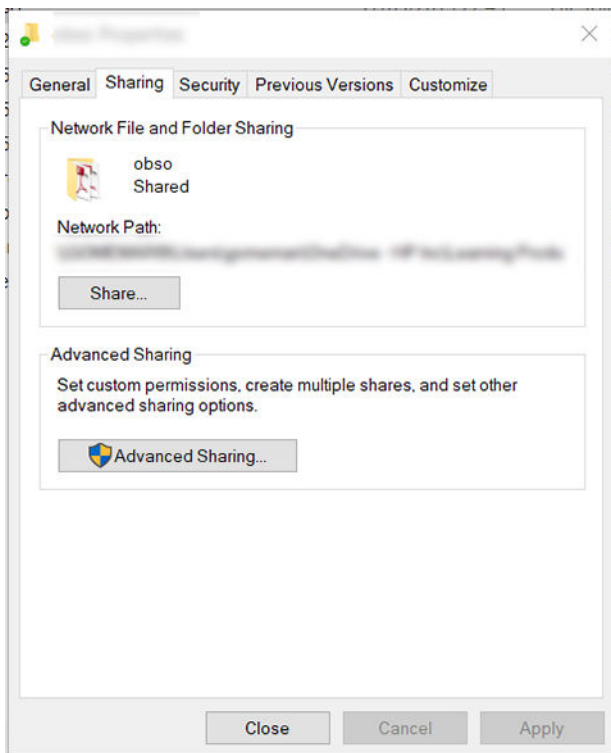 General Sharing Security Previous Versions Customize
Network File and Folder Sharing
obso
Shared
Network Path:
Share...
Advanced Sharing
Set custom permissions, create multiple shares, and set other
advanced sharing options.
Advanced Sharing...
Close Cancel Apply